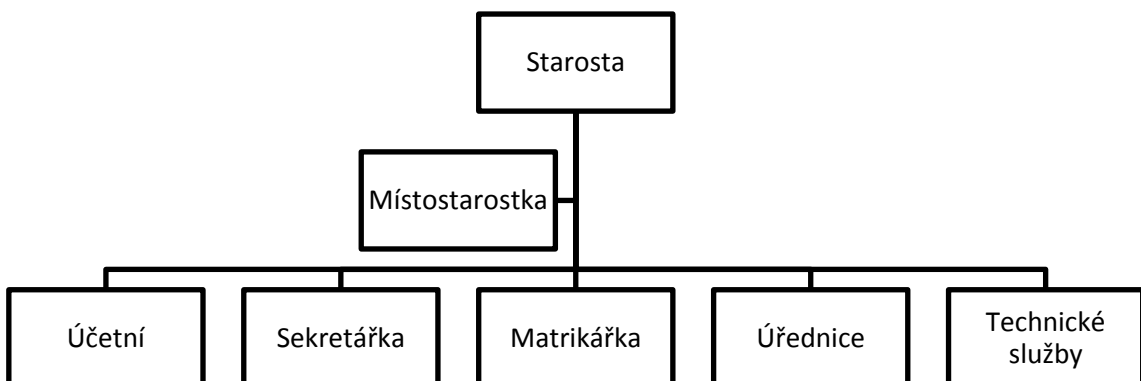 Starosta
Místostarostka
Účetní
Sekretářka
Matrikářka
Úřednice
Technické
služby